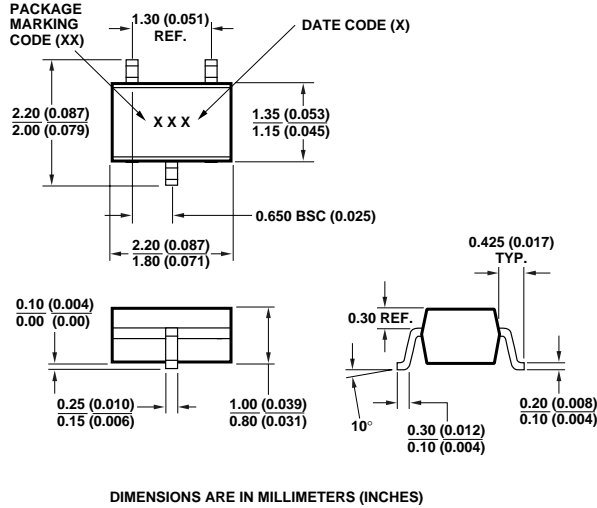 PACKAGE
MARKING
CODE (XX)
1.30 (0.051)
REF.
DATE CODE (X)
2.20 (0.087)
2.00 (0.079)
X X X
1.35 (0.053)
1.15 (0.045)
0.650 BSC (0.025)
2.20 (0.087)
1.80 (0.071)
0.425 (0.017)
TYP.
0.10 (0.004)
0.00 (0.00)
0.30 REF.
0.25 (0.010)
0.15 (0.006)
1.00 (0.039)
0.80 (0.031)
10°
0.30 (0.012)
0.10 (0.004)
0.20 (0.008)
0.10 (0.004)
DIMENSIONS ARE IN MILLIMETERS (INCHES)